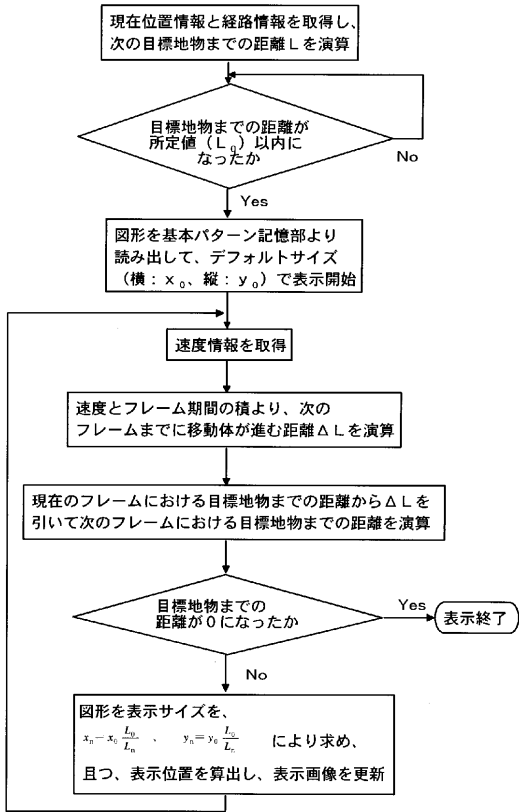 現在位置情報と経路情報を取得し、
次の目標地物までの距離Lを演算
目標地物までの距離が
所定値（L₀）以内に
なったか
No
Yes
図形を基本パターン記憶部より
読み出して、デフォルトサイズ
（横：x₀、縦：y₀）で表示開始
速度情報を取得
速度とフレーム期間の積より、次の
フレームまでに移動体が進む距離ΔLを演算
現在のフレームにおける目標地物までの距離からΔLを
引いて次のフレームにおける目標地物までの距離を演算
目標地物までの
距離が0になったか
Yes
表示終了
No
図形を表示サイズを、
xₙ=x₀ L₀/Lₙ 、 yₙ=y₀ L₀/Lₙ により求め、
且つ、表示位置を算出し、表示画像を更新